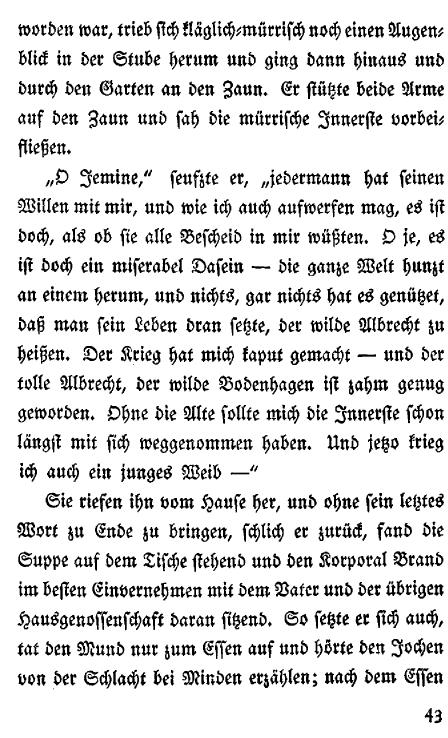 worden war, trieb sich kläglich-mürrisch noch einen Augen-
blick in der Stube herum und ging dann hinaus und
durch den Garten an den Zaun. Er stützte beide Arme
auf den Zaun und sah die mürrische Innerste vorbei-
fließen.
„O Jemine,“ seufzte er, „jedermann hat seinen
Willen mit mir, und wie ich auch aufwerfen mag, es ist
doch, als ob sie alle Bescheid in mir wüßten. O je, es
ist doch ein miserabel Dasein — die ganze Welt hunzt
an einem herum, und nichts, gar nichts hat es genützet,
daß man sein Leben dran setzte, der wilde Albrecht zu
heißen. Der Krieg hat mich kaput gemacht — und der
tolle Albrecht, der wilde Bodenhagen ist zahm genug
geworden. Ohne die Alte sollte mich die Innerste schon
längst mit sich weggenommen haben. Und jetzo krieg
ich auch ein junges Weib —“
Sie riefen ihn vom Hause her, und ohne sein letztes
Wort zu Ende zu bringen, schlich er zurück, fand die
Suppe auf dem Tische stehend und den Korporal Brand
im besten Einvernehmen mit dem Vater und der übrigen
Hausgenossenschaft daran sitzend. So setzte er sich auch,
tat den Mund nur zum Essen auf und hörte den Jochen
von der Schlacht bei Minden erzählen; nach dem Essen
43